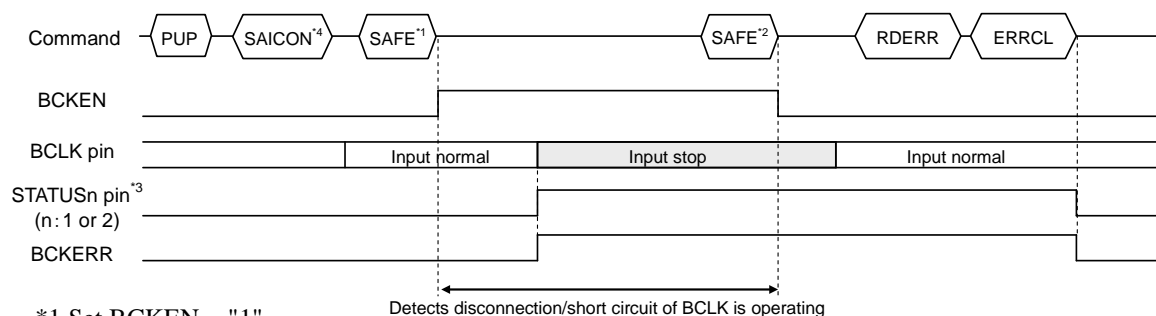 Command PUP SAICON*4 SAFE*1 SAFE*2 RDERR ERRCL
BCKEN
BCLK pin Input normal Input stop Input normal
STATUSn pin*3
(n:1 or 2)
BCKERR
Detects disconnection/short circuit of BCLK is operating
*1 Set BCKEN = "1"